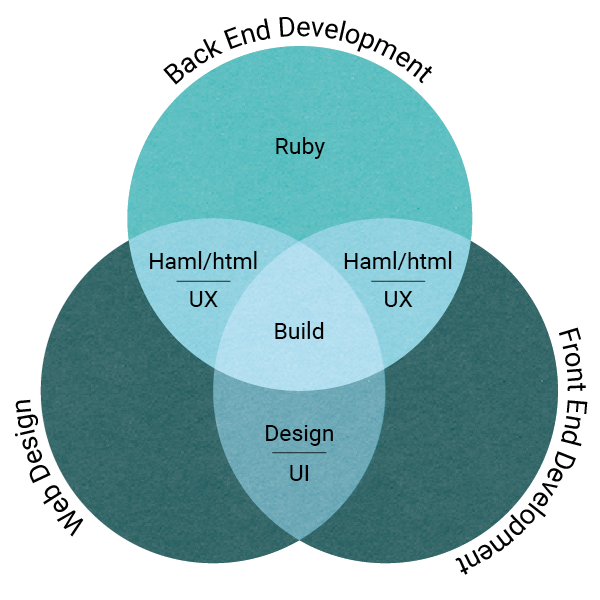 Back End Development
Ruby
Haml/html
UX
Haml/html
UX
Build
Design
UI
Web Design
Front End Development